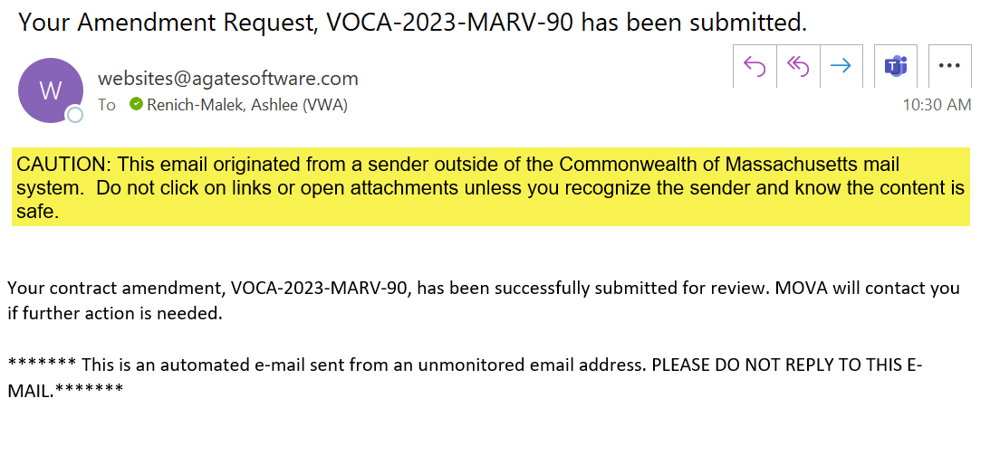 Your Amendment Request, VOCA-2023-MARV-90 has been submitted.
W
websites@agatesoftware.com
To Renich-Malek, Ashlee (VWA)
10:30 AM
CAUTION: This email originated from a sender outside of the Commonwealth of Massachusetts mail
system.  Do not click on links or open attachments unless you recognize the sender and know the content is
safe.
Your contract amendment, VOCA-2023-MARV-90, has been successfully submitted for review. MOVA will contact you
if further action is needed.
******* This is an automated e-mail sent from an unmonitored email address. PLEASE DO NOT REPLY TO THIS E-
MAIL.*******